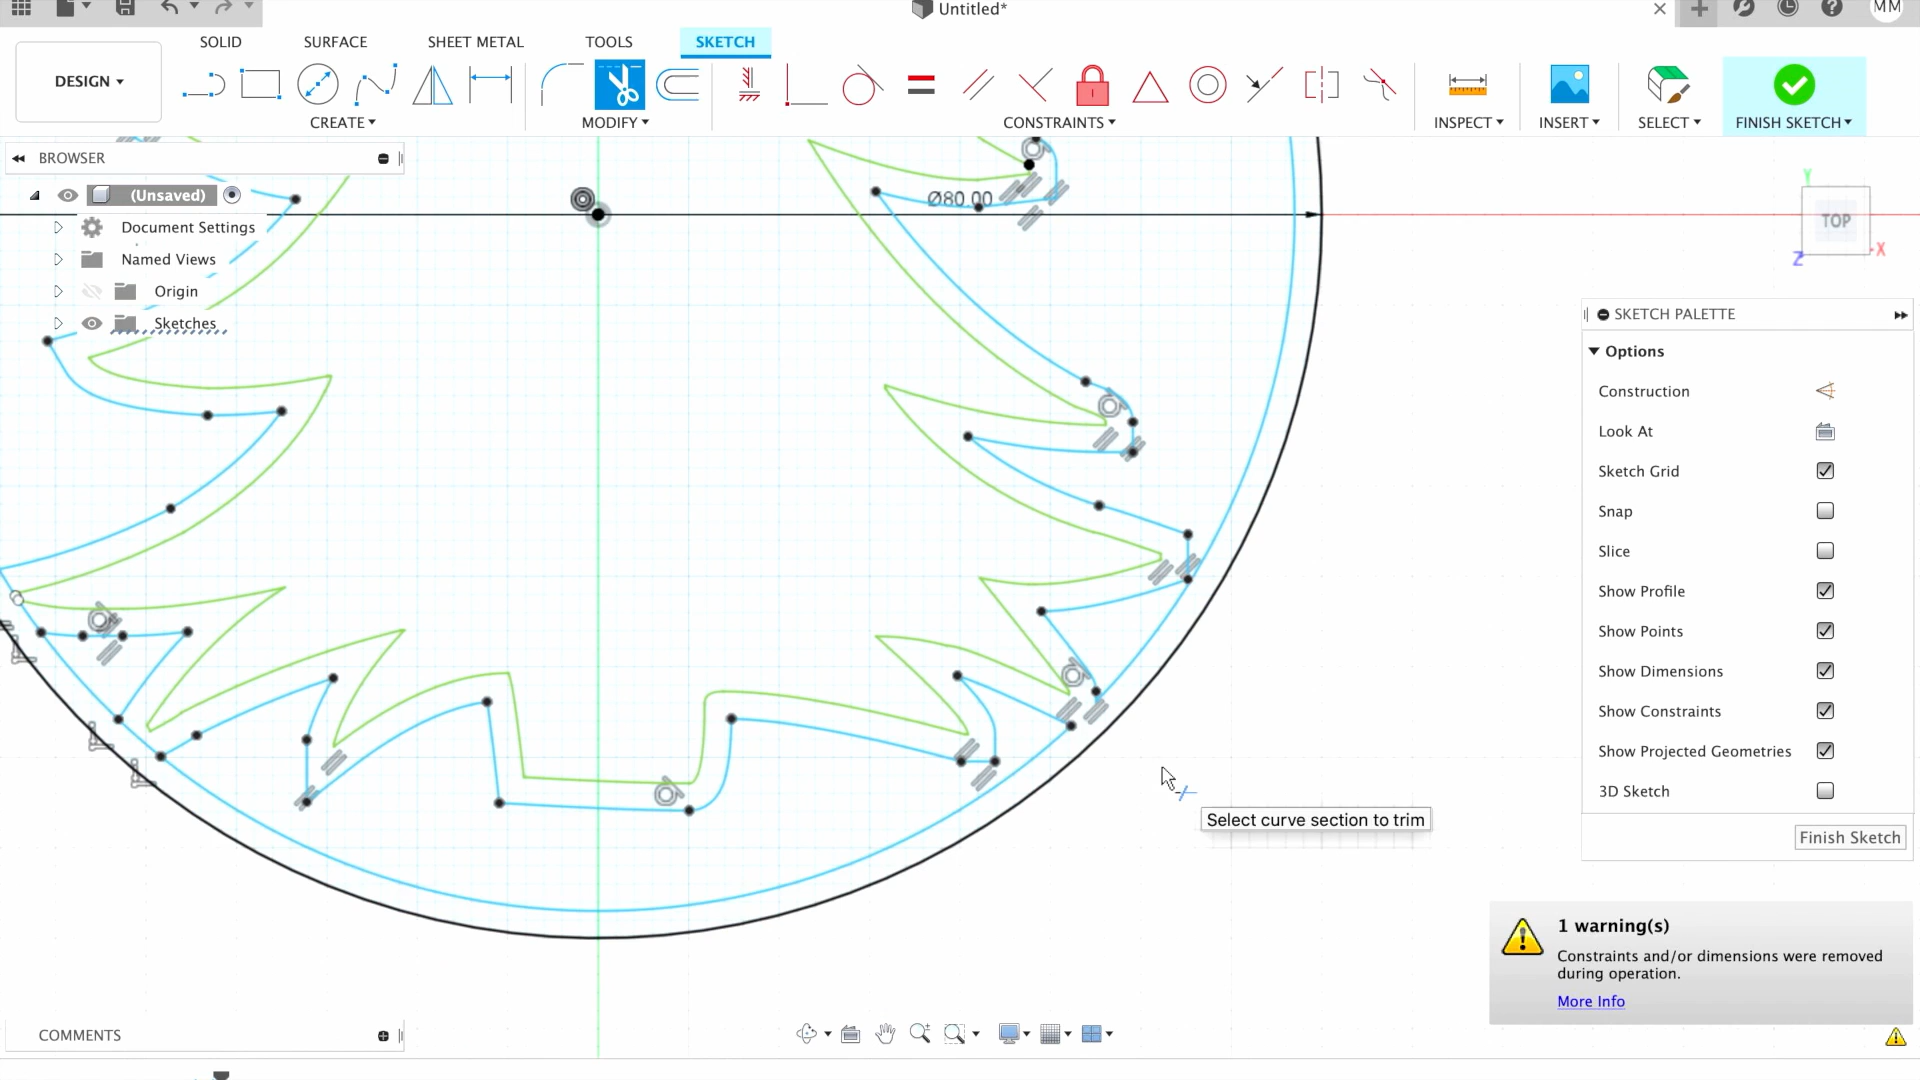 Untitled*
MM
DESIGN
SOLID
SURFACE
SHEET METAL
TOOLS
SKETCH
CREATE
MODIFY
CONSTRAINTS
INSPECT
INSERT
SELECT
FINISH SKETCH
BROWSER
(Unsaved)
Document Settings
Named Views
Origin
Sketches
Ø80.00
Y
TOP
X
Z
SKETCH PALETTE
Options
Construction
Look At
Sketch Grid
Snap
Slice
Show Profile
Show Points
Show Dimensions
Show Constraints
Show Projected Geometries
3D Sketch
Finish Sketch
Select curve section to trim
1 warning(s)
Constraints and/or dimensions were removed
during operation.
More Info
COMMENTS